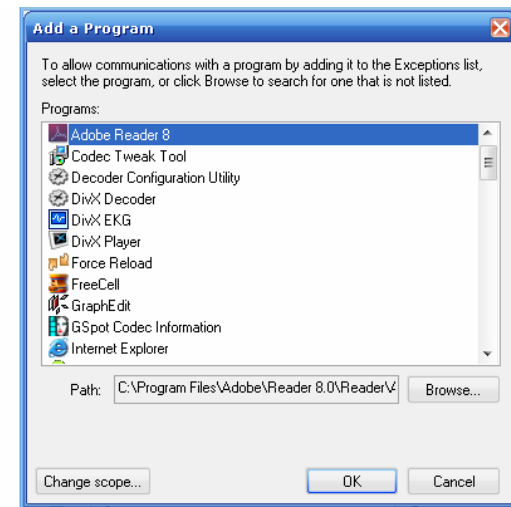 Add a Program
To allow communications with a program by adding it to the Exceptions list,
select the program, or click Browse to search for one that is not listed.
Programs:
Adobe Reader 8
Codec Tweak Tool
Decoder Configuration Utility
DivX Decoder
DivX EKG
DivX Player
Force Reload
FreeCell
GraphEdit
GSpot Codec Information
Internet Explorer
Path: C:\Program Files\Adobe\Reader 8.0\Reader\ Browse...
Change scope... OK Cancel